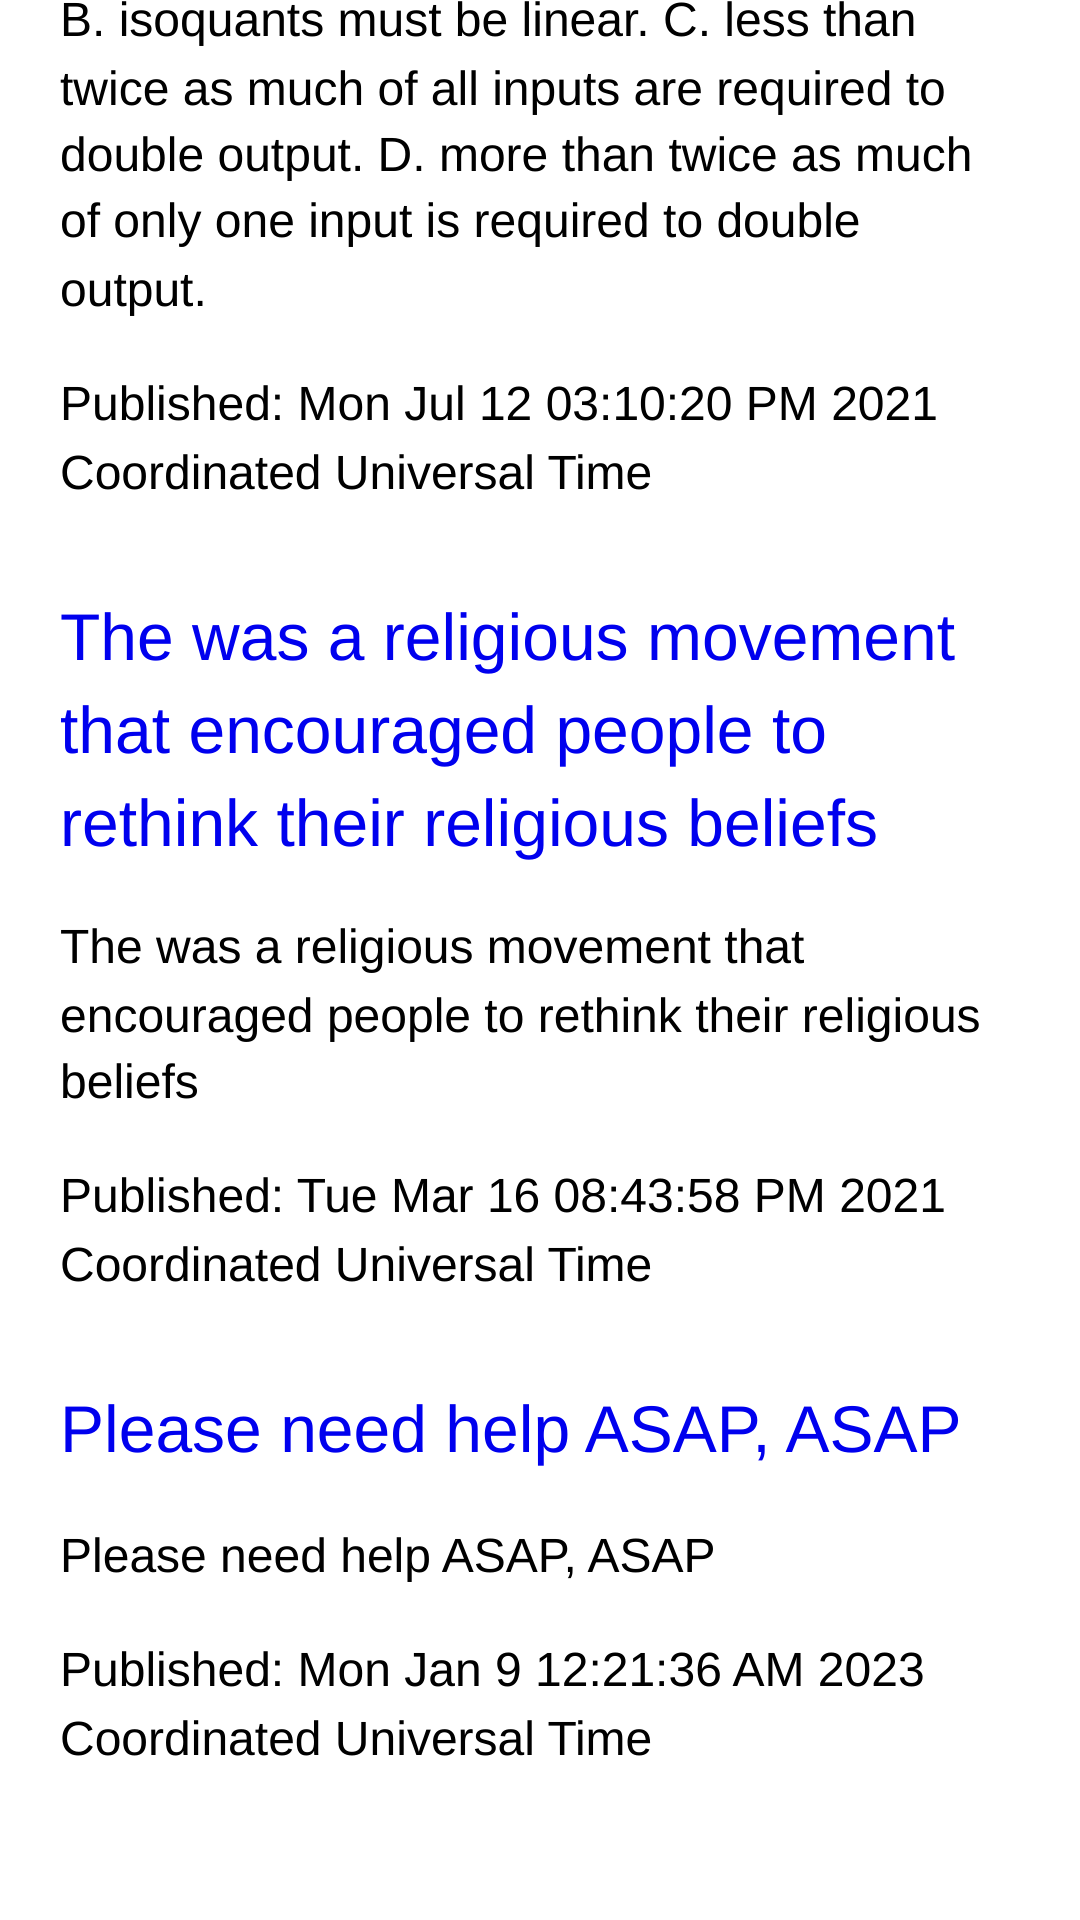 B. isoquants must be linear. C. less than
twice as much of all inputs are required to
double output. D. more than twice as much
of only one input is required to double
output.
Published: Mon Jul 12 03:10:20 PM 2021
Coordinated Universal Time
The was a religious movement
that encouraged people to
rethink their religious beliefs
The was a religious movement that
encouraged people to rethink their religious
beliefs
Published: Tue Mar 16 08:43:58 PM 2021
Coordinated Universal Time
Please need help ASAP, ASAP
Please need help ASAP, ASAP
Published: Mon Jan 9 12:21:36 AM 2023
Coordinated Universal Time